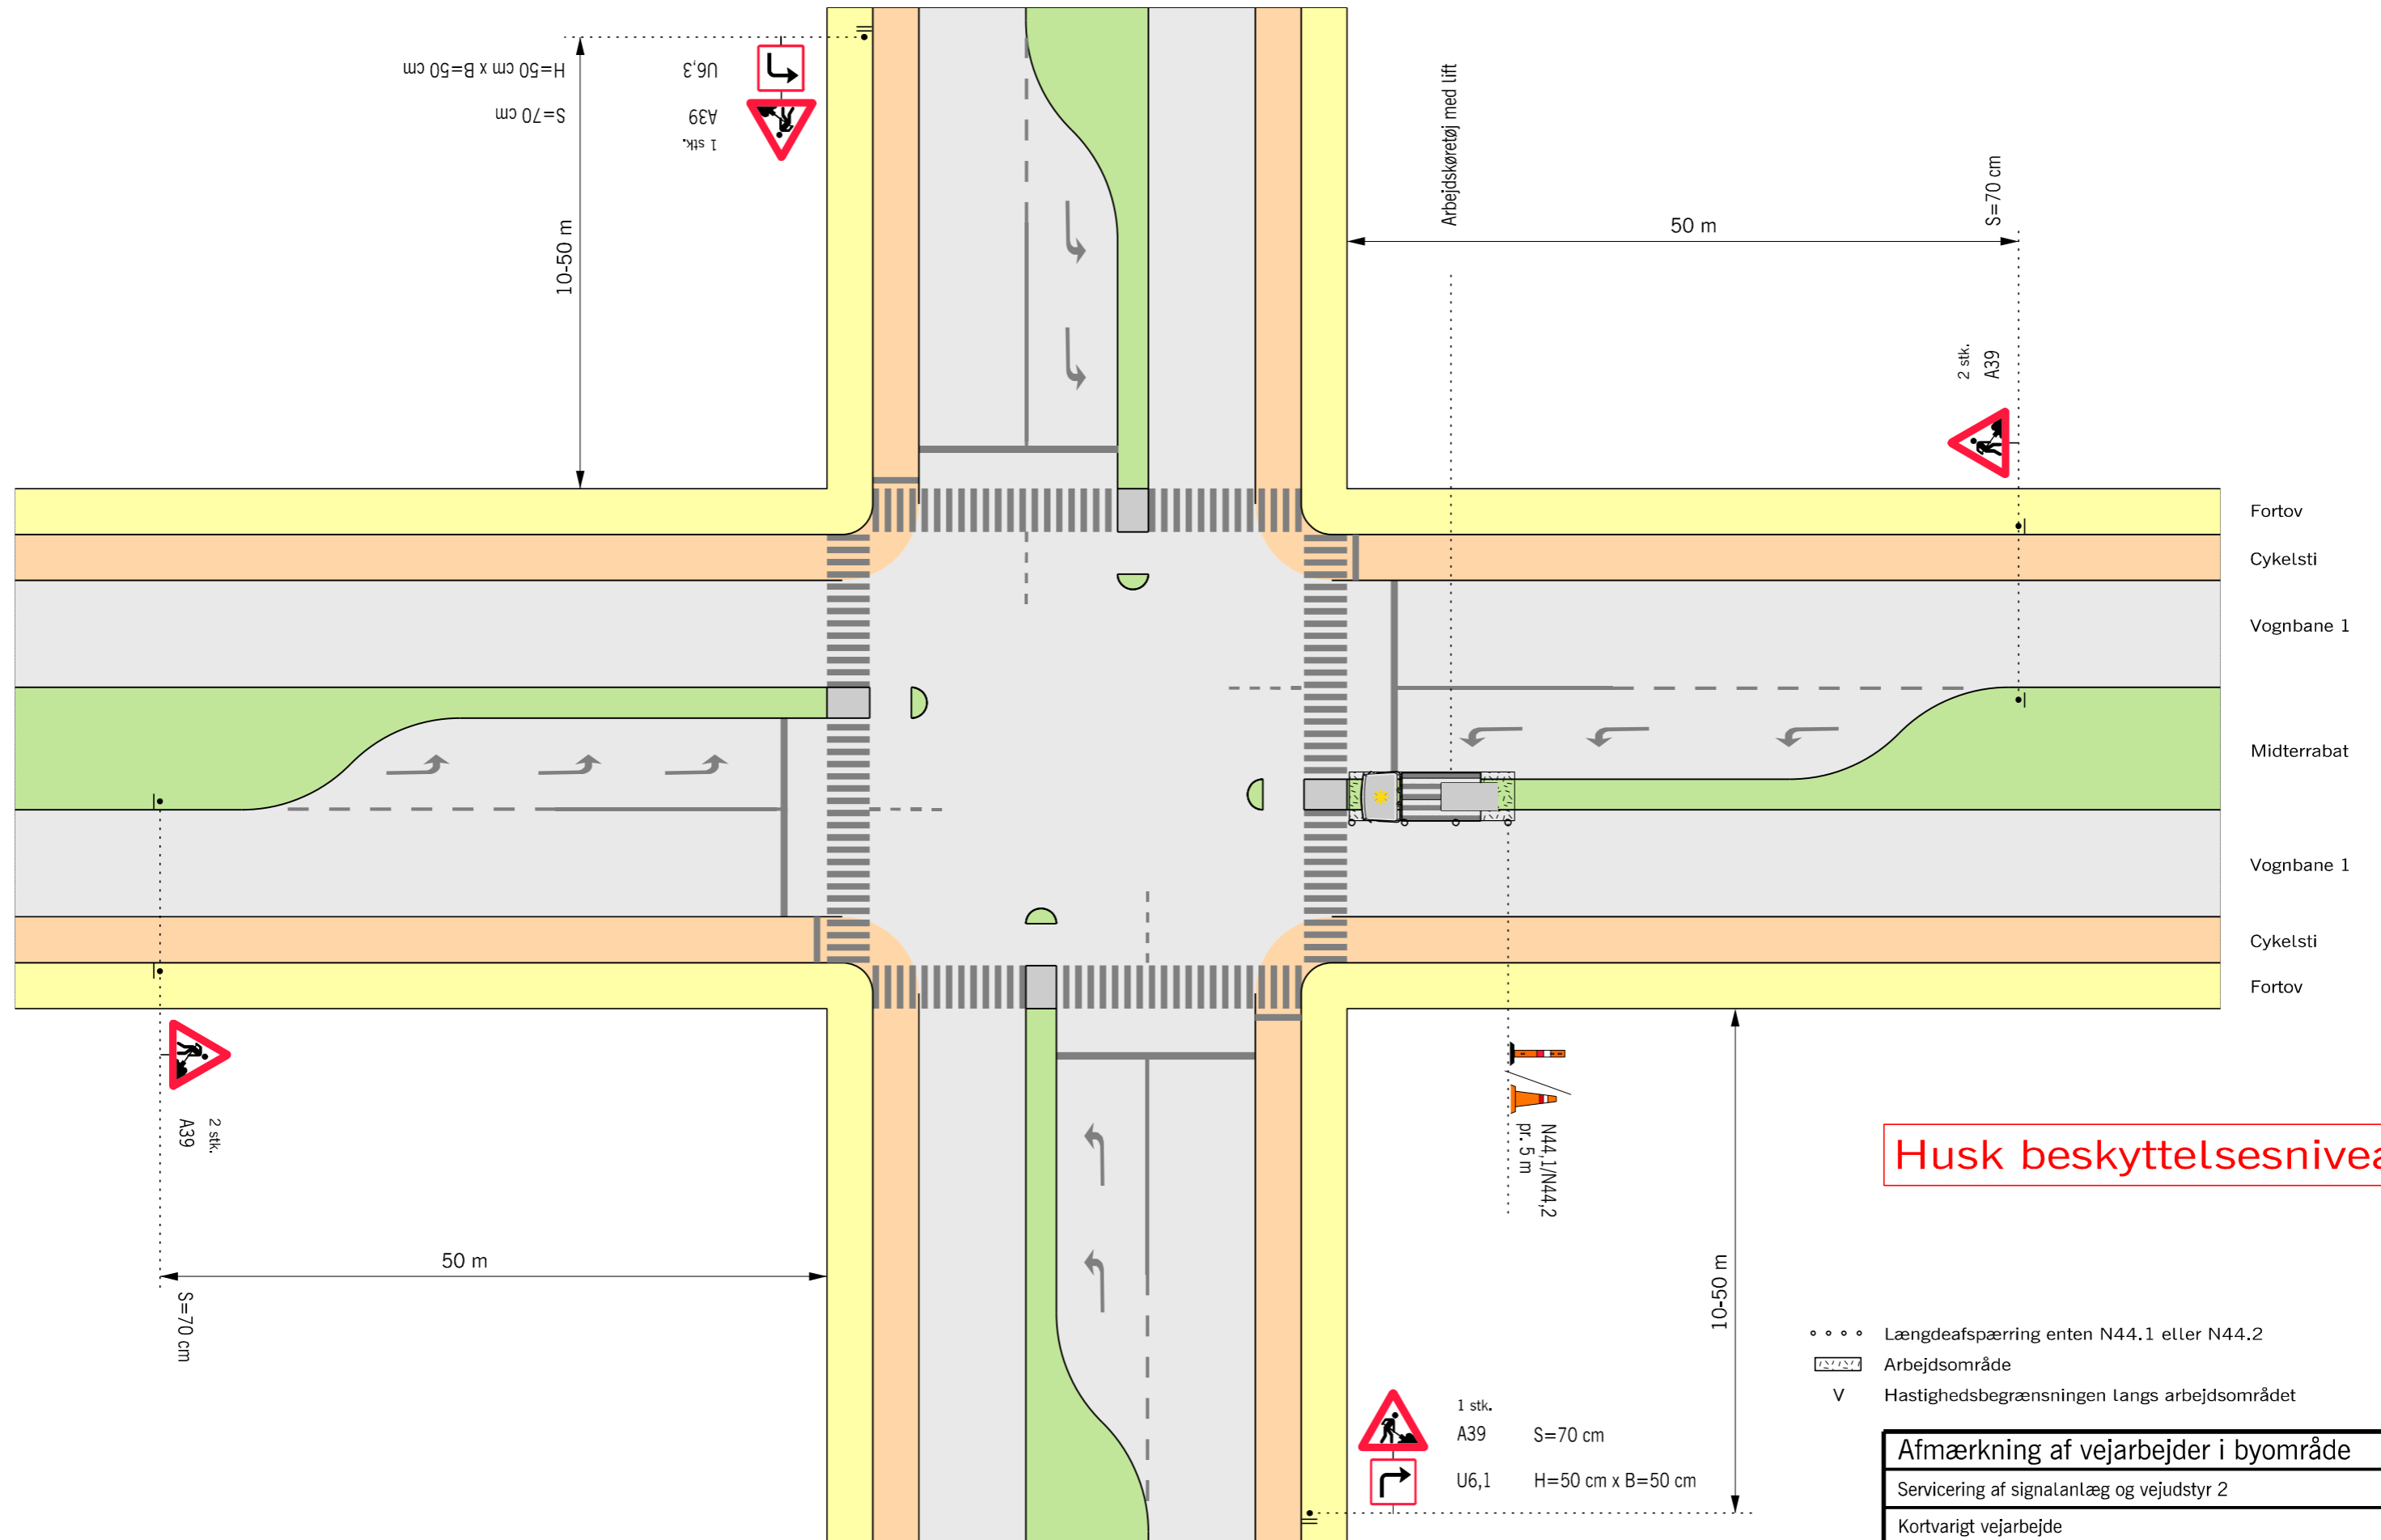 H=50 cm x B=50 cm
U6,3
S=70 cm
A39
1 stk.
10-50 m
Arbejdskøretøj med lift
50 m
S=70 cm
2 stk.
A39
Fortov
Cykelsti
Vognbane 1
Midterrabat
Vognbane 1
Cykelsti
Fortov
2 stk.
A39
50 m
S=70 cm
N44,1/N44,2
pr. 5 m
10-50 m
Husk beskyttelsesnivea
Længdeafspærring enten N44.1 eller N44.2
Arbejdsområde
V Hastighedsbegrænsningen langs arbejdsområdet
1 stk.
A39 S=70 cm
U6,1 H=50 cm x B=50 cm
Afmærkning af vejarbejder i byområde
Servicering af signalanlæg og vejudstyr 2
Kortvarigt vejarbejde